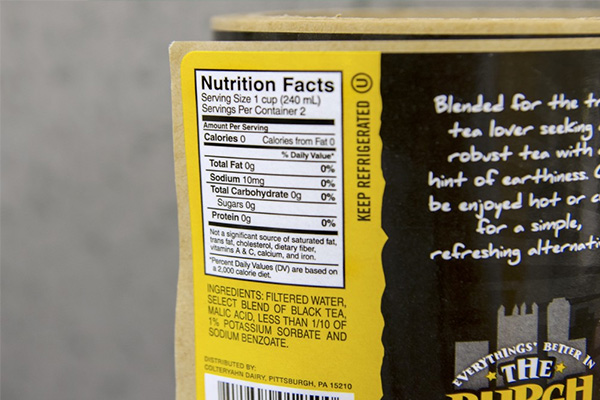 Nutrition Facts
Serving Size 1 cup (240 mL)
Servings Per Container 2
Amount Per Serving
Calories 0 Calories from Fat 0
% Daily Value*
Total Fat 0g 0%
Sodium 10mg 0%
Total Carbohydrate 0g 0%
Sugars 0g
Protein 0g 0%
Not a significant source of saturated fat,
trans fat, cholesterol, dietary fiber,
vitamins A & C, calcium, and iron.
*Percent Daily Values (DV) are based on
a 2,000 calorie diet.
INGREDIENTS: FILTERED WATER,
SELECT BLEND OF BLACK TEA,
MALIC ACID, LESS THAN 1/10 OF
1% POTASSIUM SORBATE AND
SODIUM BENZOATE.
DISTRIBUTED BY:
COLTERYAHN DAIRY, PITTSBURGH, PA 15210
KEEP REFRIGERATED U
Blended for the
tea lover seeking
robust tea with
hint of earthiness.
be enjoyed hot or
for a simple,
refreshing
EVERYTHINGS' BETTER IN
THE
BURGH